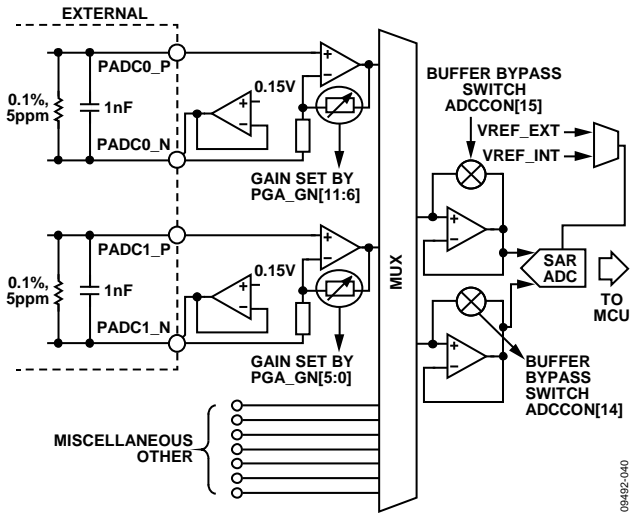 EXTERNAL
PADC0_P
0.1%,
5ppm
1nF
0.15V
PADC0_N
+
–
+
–
GAIN SET BY
PGA_GN[11:6]
PADC1_P
0.1%,
5ppm
1nF
0.15V
PADC1_N
+
–
+
–
GAIN SET BY
PGA_GN[5:0]
MISCELLANEOUS
OTHER
MUX
BUFFER BYPASS
SWITCH
ADCCON[15]
VREF_EXT
VREF_INT
+
–
SAR
ADC
TO
MCU
+
–
BUFFER
BYPASS
SWITCH
ADCCON[14]
09492-040